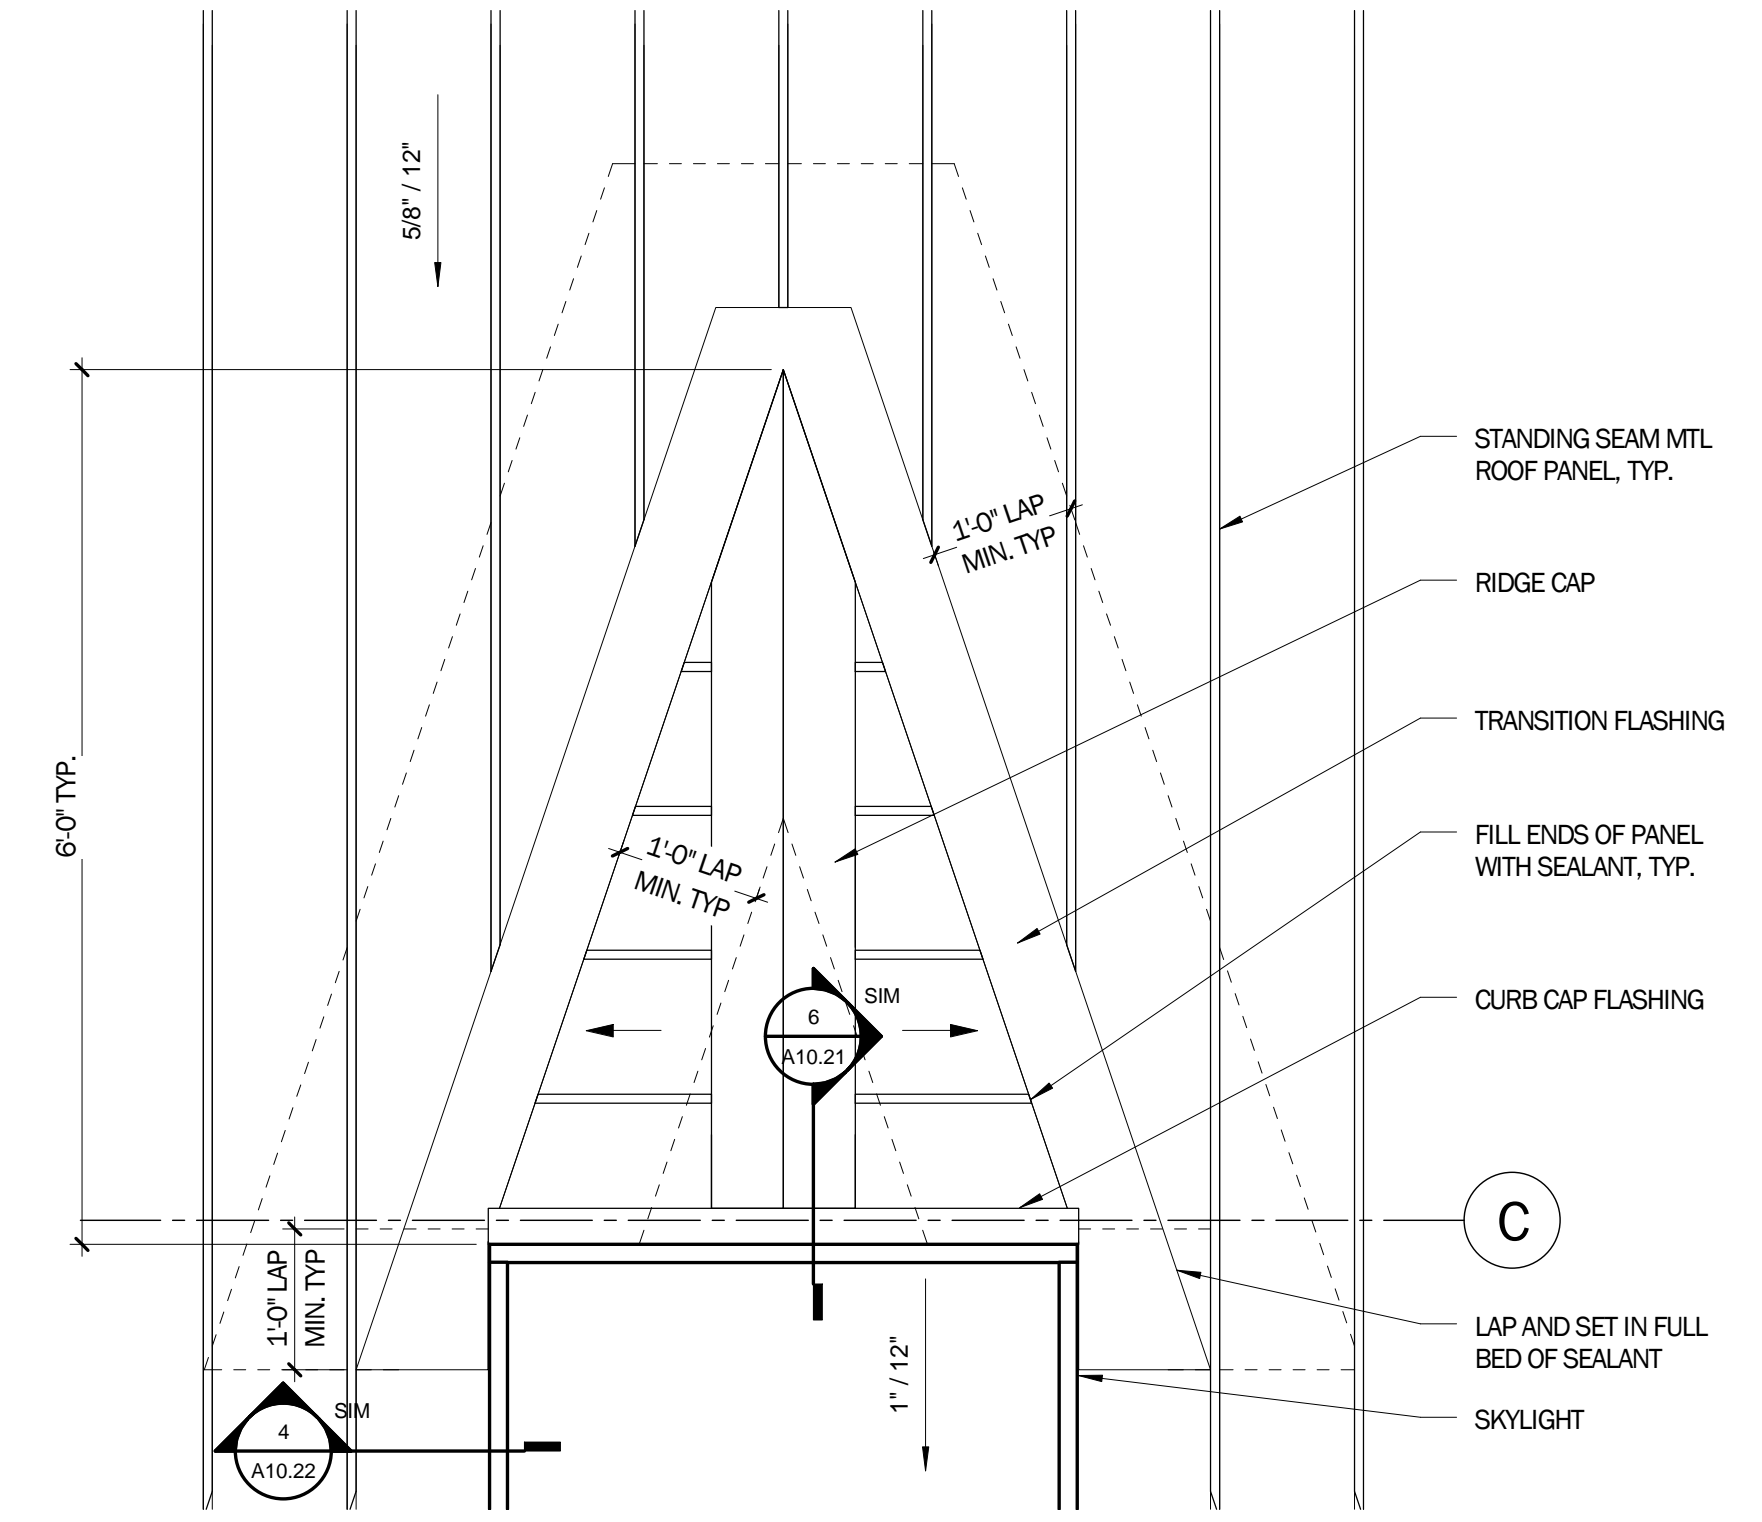 5/8" / 12"
STANDING SEAM MTL
ROOF PANEL, TYP.
1'-0" LAP
MIN. TYP
RIDGE CAP
TRANSITION FLASHING
6'-0" TYP.
FILL ENDS OF PANEL
WITH SEALANT, TYP.
1'-0" LAP
MIN. TYP
SIM
6
A10.21
CURB CAP FLASHING
C
1'-0" LAP
MIN. TYP
LAP AND SET IN FULL
BED OF SEALANT
1" / 12"
SKYLIGHT
SIM
4
A10.22